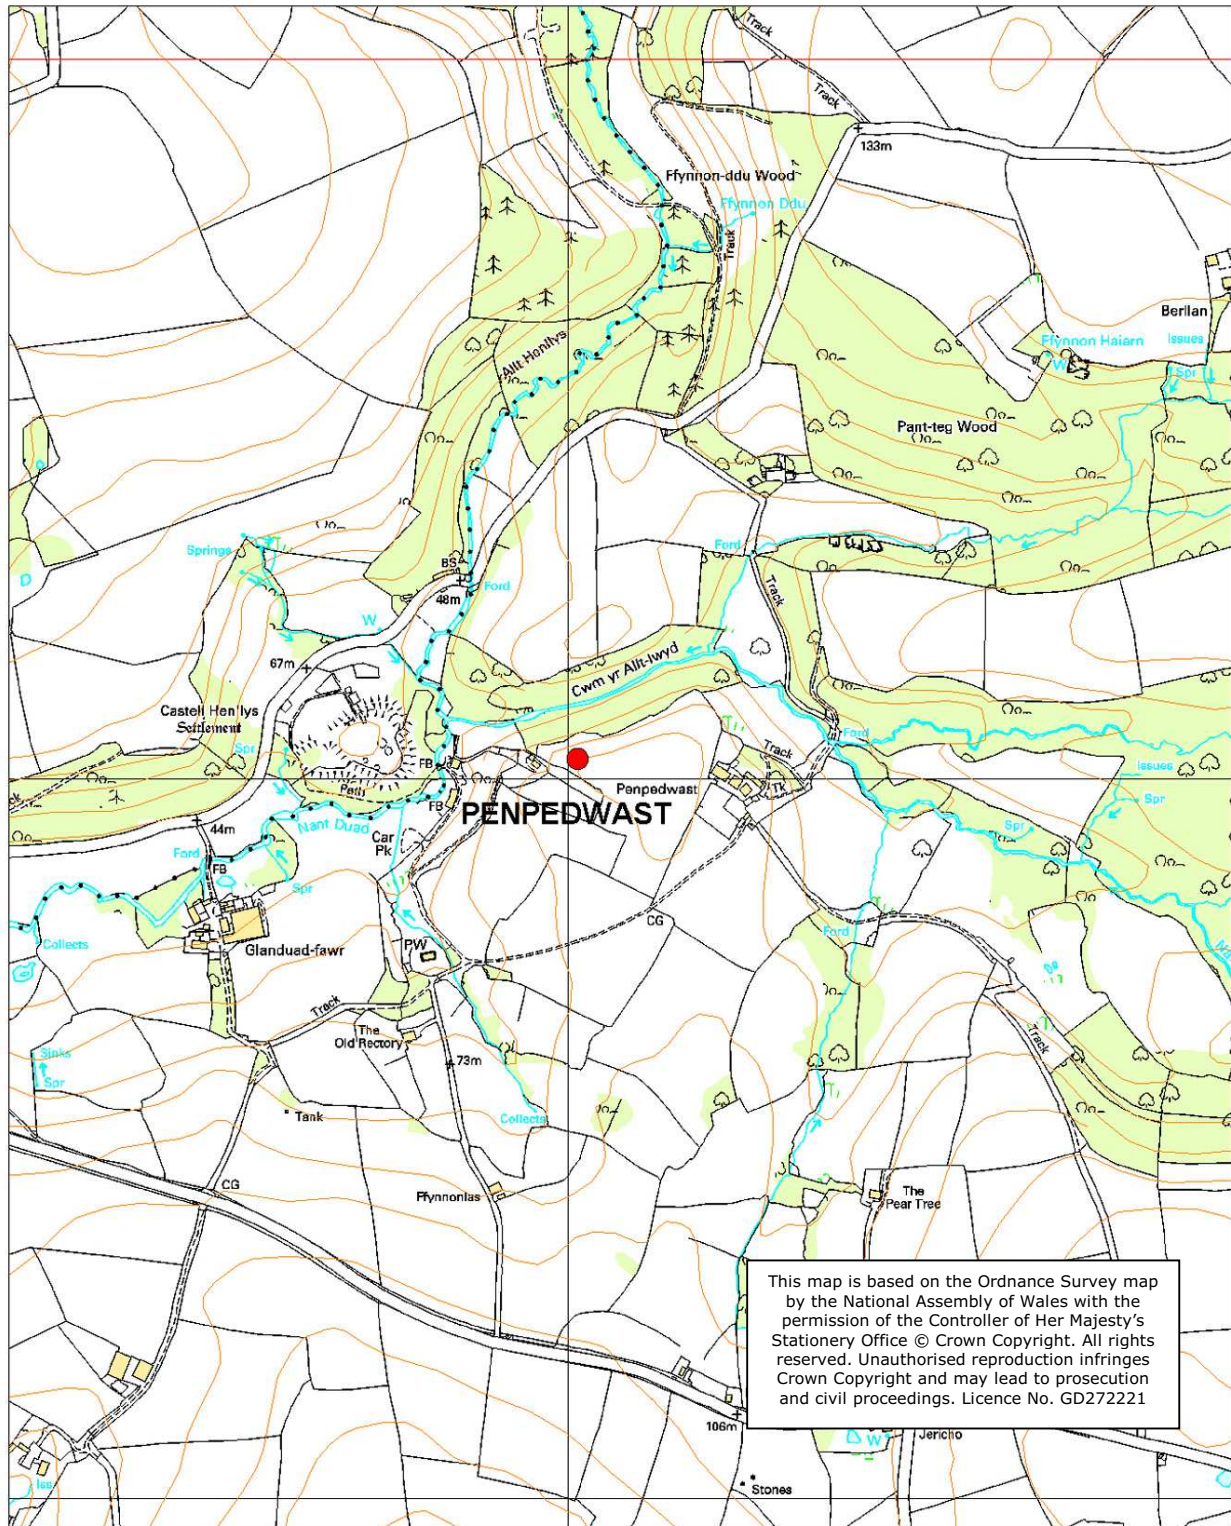 Track
Track
133m
Ffynnon-ddu Wood
Ffynnon Ddu
Track
Berllan
Ffynnon Haiarn
Issues
W
Spr
Allt Henllys
Pant-teg Wood
Springs
Ford
BS
Ford
48m
Track
W
67m
Cwm yr Allt-lwyd
Castell Hen'llys
Settlement
Ford
Spr
Track
FB
Issues
Path
Penpedwast
Tk
Spr
FB
PENPEDWAST
Nant Duad
44m
Car
Pk
Spr
Ford
FB
Spr
CG
Ford
Collects
PW
Glanduad-fawr
Track
The
Old Rectory
Track
Sinks
73m
Spr
Tank
Collects
CG
Ffynnonlas
The
Pear Tree
This map is based on the Ordnance Survey map
by the National Assembly of Wales with the
permission of the Controller of Her Majesty's
Stationery Office © Crown Copyright. All rights
reserved. Unauthorised reproduction infringes
Crown Copyright and may lead to prosecution
and civil proceedings. Licence No. GD272221
106m
W
Jericho
Iss
Stones